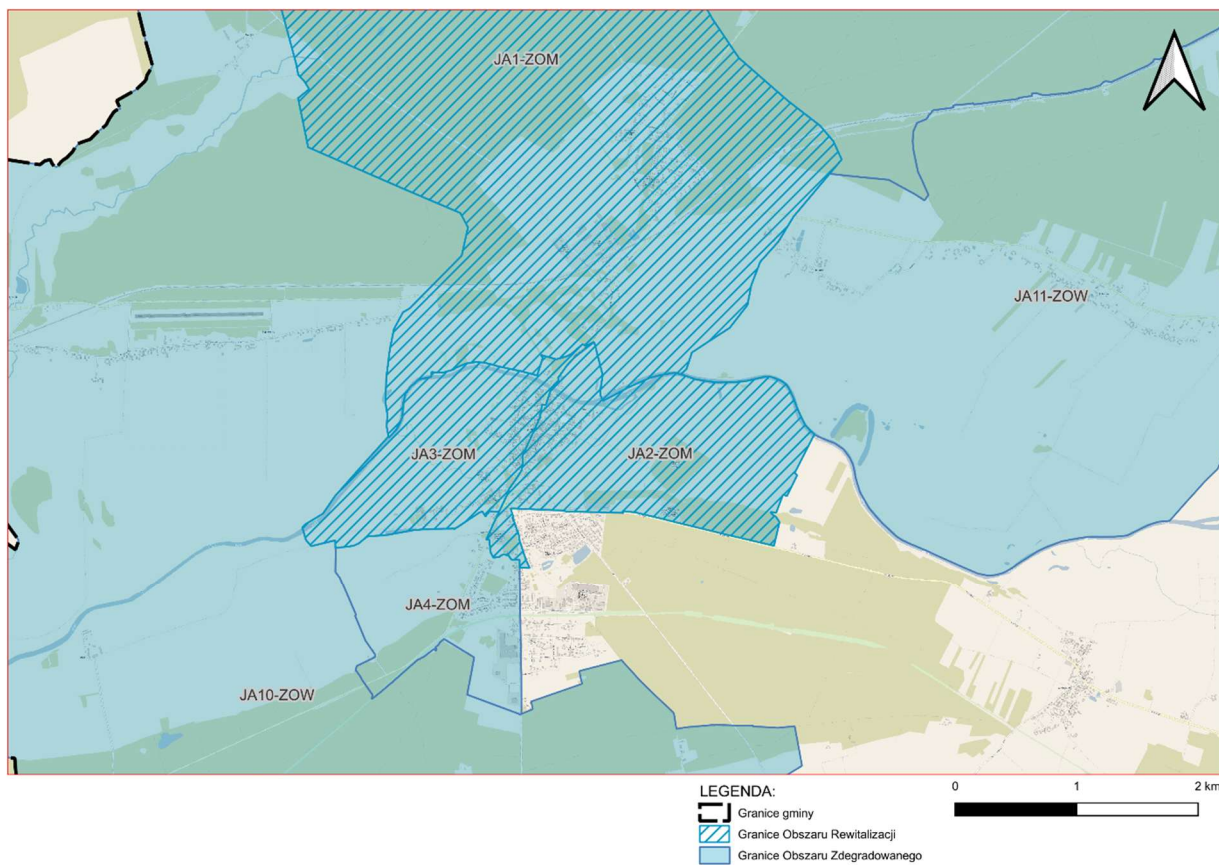 JA1-ZOM
JA11-ZOW
JA3-ZOM
JA2-ZOM
JA4-ZOM
JA10-ZOW
LEGENDA:
Granice gminy
Granice Obszaru Rewitalizacji
Granice Obszaru Zdegradowanego
0 1 2 km